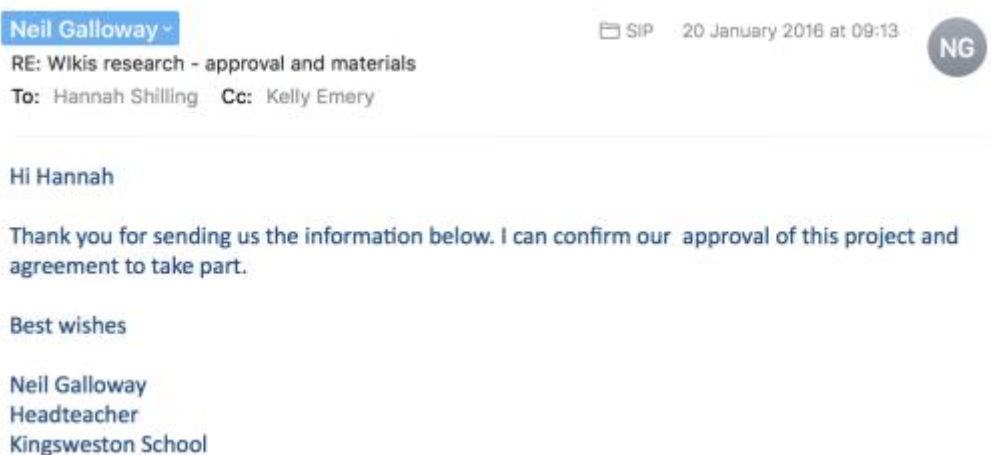 Neil Galloway
SIP 20 January 2016 at 09:13
NG
RE: WIkis research - approval and materials
To: Hannah Shilling Cc: Kelly Emery
Hi Hannah
Thank you for sending us the information below. I can confirm our approval of this project and
agreement to take part.
Best wishes
Neil Galloway
Headteacher
Kingsweston School